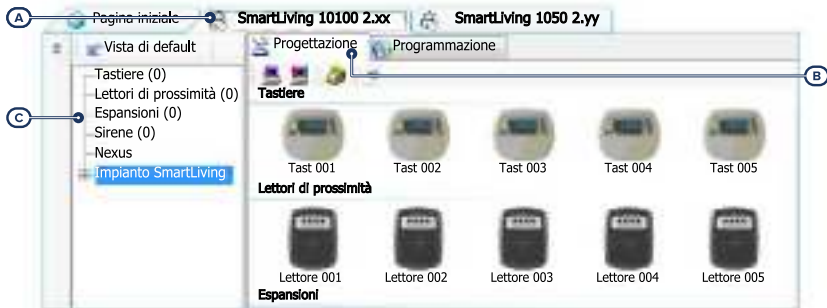 A
Pagina iniziale
SmartLiving 10100 2.xx
SmartLiving 1050 2.yy
Vista di default
Progettazione
Programmazione
B
Tastiere (0)
Lettori di prossimità (0)
C
Espansioni (0)
Sirene (0)
Nexus
Impianto SmartLiving
Tastiere
Tast 001
Tast 002
Tast 003
Tast 004
Tast 005
Lettori di prossimità
Lettore 001
Lettore 002
Lettore 003
Lettore 004
Lettore 005
Espansioni